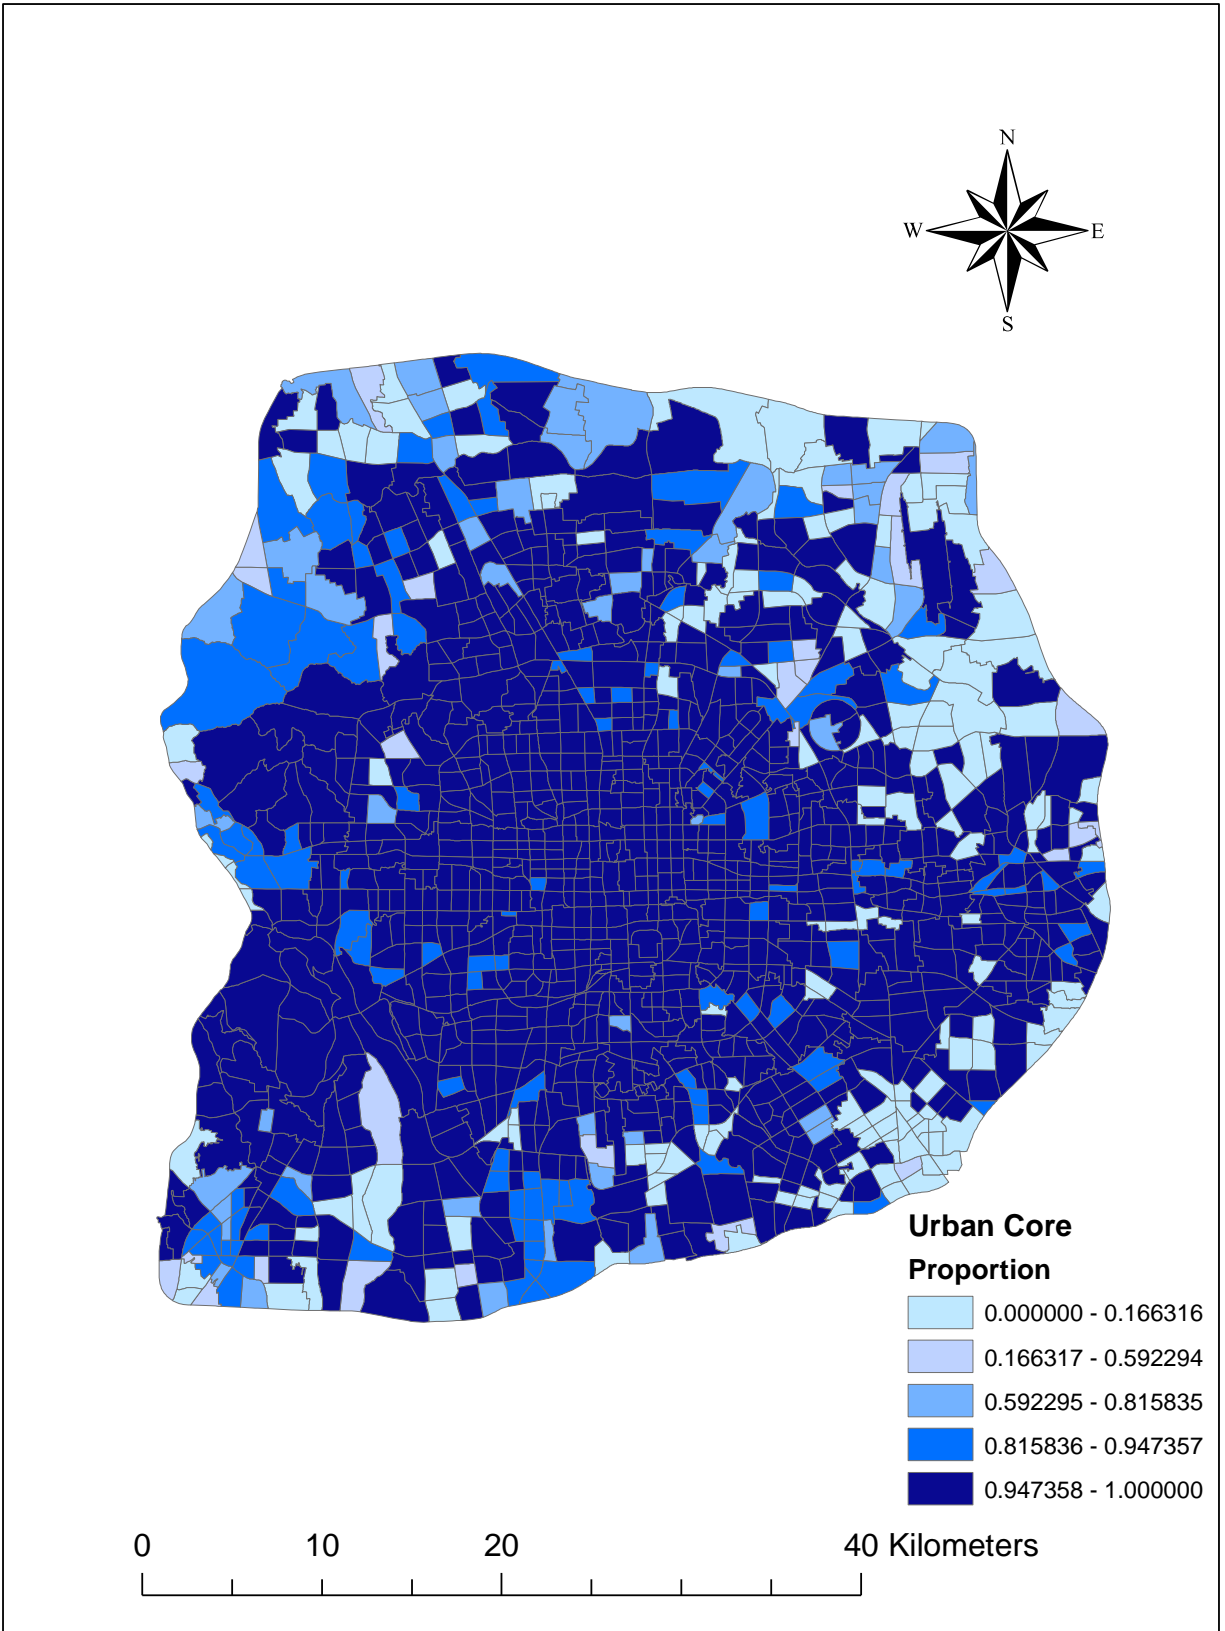 N
W E
S
Urban Core
Proportion
0.000000 - 0.166316
0.166317 - 0.592294
0.592295 - 0.815835
0.815836 - 0.947357
0.947358 - 1.000000
0 10 20 40 Kilometers